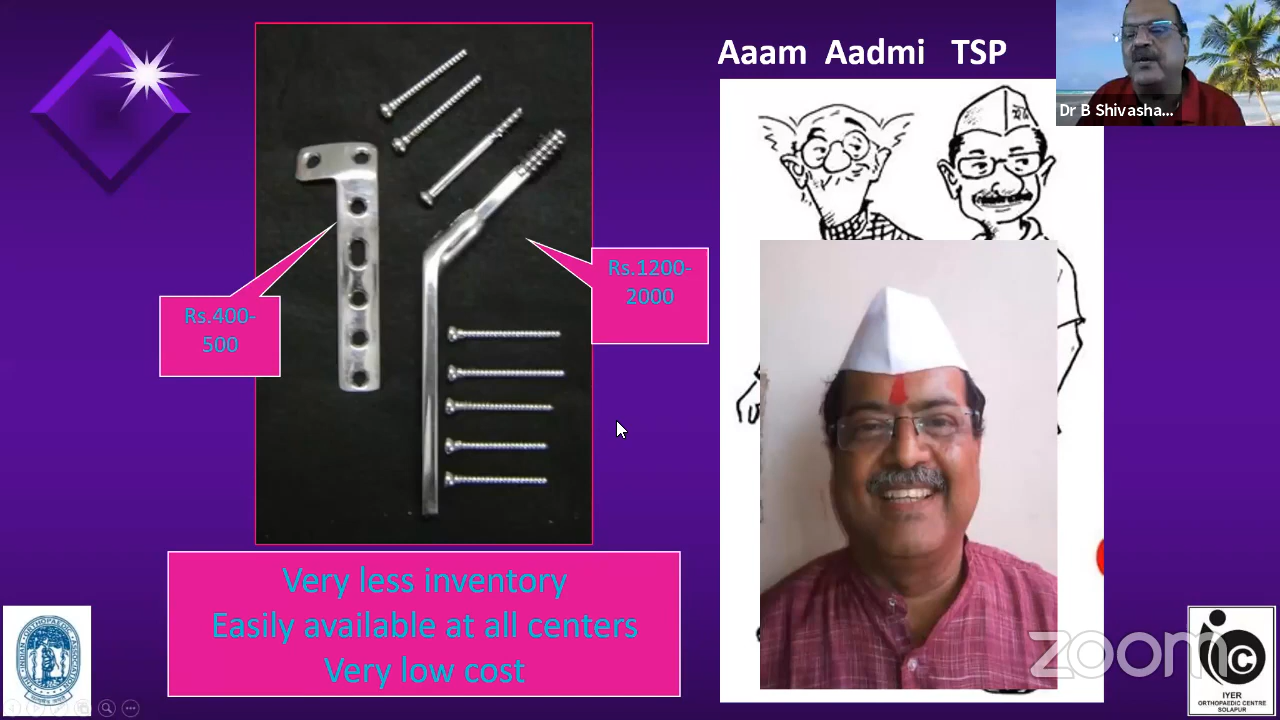 Aaam Aadmi TSP
Dr B Shivasha...
Rs.400-
500
Rs.1200-
2000
Very less inventory
Easily available at all centers
Very low cost
zoom
IYER
ORTHOPAEDIC CENTRE
SOLAPUR